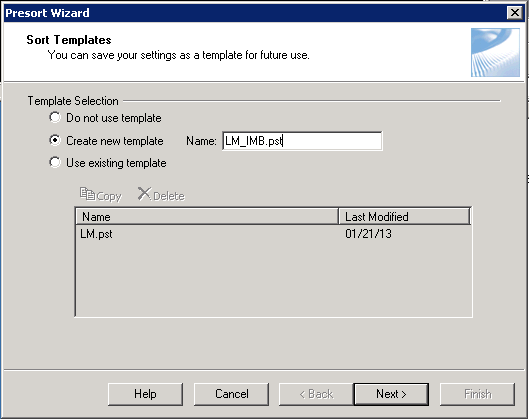 Presort Wizard
Sort Templates
You can save your settings as a template for future use.
Template Selection
Do not use template
Create new template Name: LM_IMB.pst
Use existing template
Copy Delete
Name Last Modified
LM.pst 01/21/13
Help Cancel < Back Next > Finish